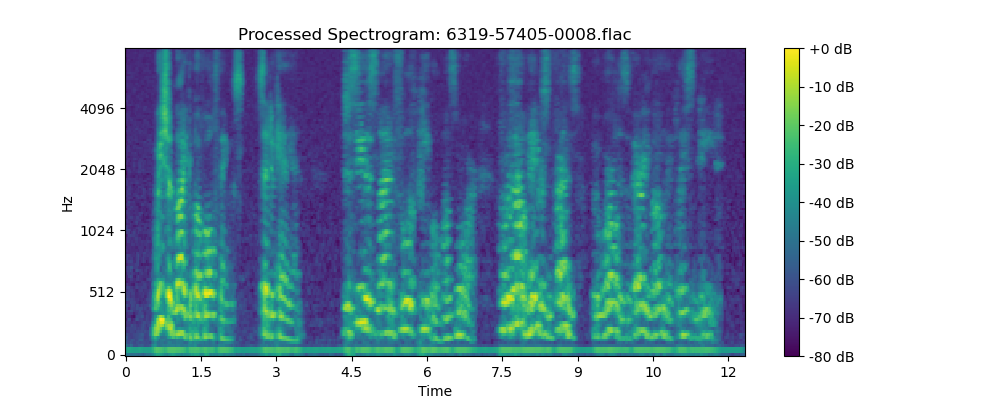 Processed Spectrogram: 6319-57405-0008.flac
+0 dB
-10 dB
-20 dB
-30 dB
-40 dB
-50 dB
-60 dB
-70 dB
-80 dB
Hz
4096
2048
1024
512
0
0 1.5 3 4.5 6 7.5 9 10 12
Time